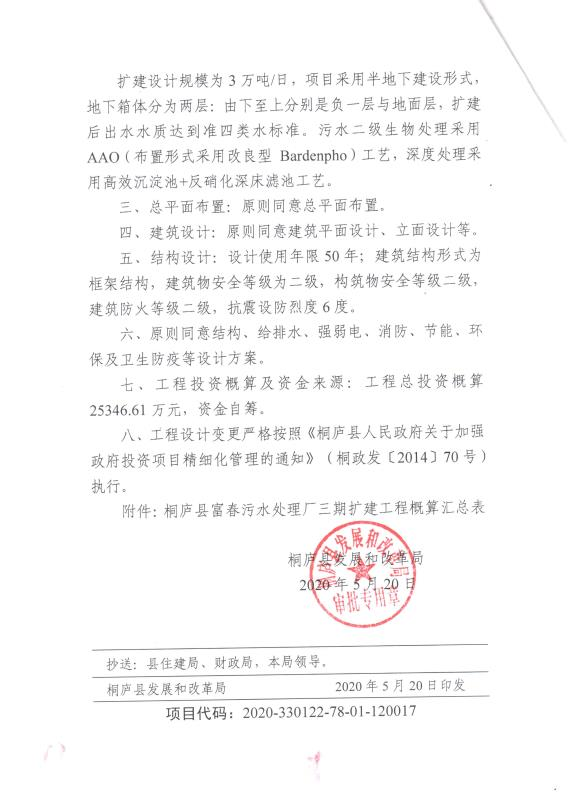 扩建设计规模为 3 万吨/日，项目采用半地下建设形式，
地下箱体分为两层：由下至上分别是负一层与地面层，扩建
后出水水质达到准四类水标准。污水二级生物处理采用
AAO（布置形式采用改良型 Bardenpho）工艺，深度处理采
用高效沉淀池+反硝化深床滤池工艺。
三、总平面布置：原则同意总平面布置。
四、建筑设计：原则同意建筑平面设计、立面设计等。
五、结构设计：设计使用年限 50 年；建筑结构形式为
框架结构，建筑物安全等级为二级，构筑物安全等级二级，
建筑防火等级二级，抗震设防烈度 6 度。
六、原则同意结构、给排水、强弱电、消防、节能、环
保及卫生防疫等设计方案。
七、工程投资概算及资金来源：工程总投资概算
25346.61 万元，资金自筹。
八、工程设计变更严格按照《桐庐县人民政府关于加强
政府投资项目精细化管理的通知》（桐政发〔2014〕70 号）
执行。
附件：桐庐县富春污水处理厂三期扩建工程概算汇总表
桐庐县发展和改革局
2020 年 5 月 20 日
桐庐县发展和改革局
审批专用章
抄送：县住建局、财政局，本局领导。
桐庐县发展和改革局 2020 年 5 月 20 日印发
项目代码：2020-330122-78-01-120017